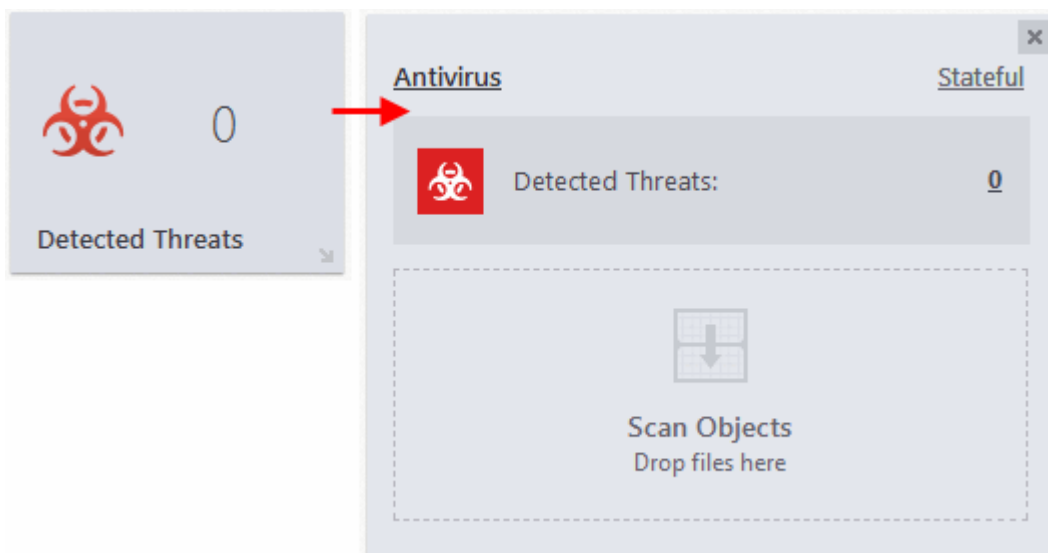 0
Detected Threats
Antivirus
Stateful
Detected Threats:
0
Scan Objects
Drop files here